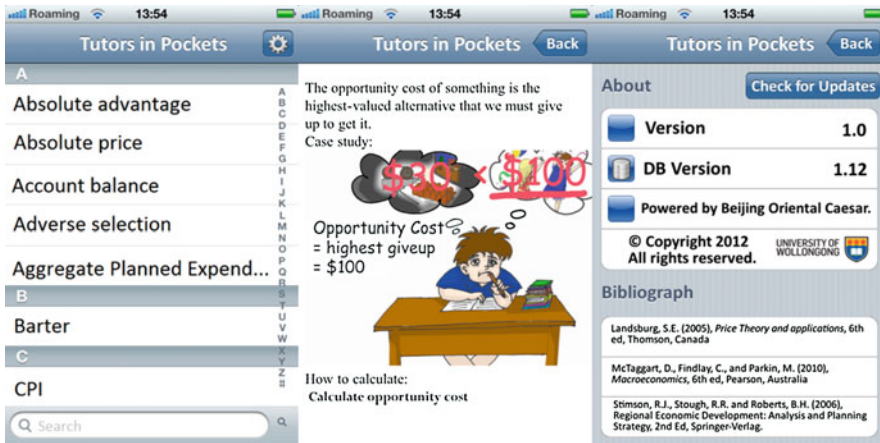 Roaming 13:54
Tutors in Pockets
A
Absolute advantage
Absolute price
Account balance
Adverse selection
Aggregate Planned Expend...
B
Barter
C
CPI
Search
A
B
C
D
E
F
G
H
I
J
K
L
M
N
O
P
Q
R
S
T
U
V
W
X
Y
Z
#
Roaming 13:54
Tutors in Pockets Back
The opportunity cost of something is the
highest-valued alternative that we must give
up to get it.
Case study:
$30 < $100
Opportunity Cost
= highest giveup
= $100
How to calculate:
Calculate opportunity cost
Roaming 13:54
Tutors in Pockets Back
About Check for Updates
Version 1.0
DB Version 1.12
Powered by Beijing Oriental Caesar.
© Copyright 2012
All rights reserved.
UNIVERSITY OF
WOLLONGONG
Bibliograph
Landsburg, S.E. (2005), Price Theory and applications, 6th
ed, Thomson, Canada
McTaggart, D., Findlay, C., and Parkin, M. (2010),
Macroeconomics, 6th ed, Pearson, Australia
Stimson, R.J., Stough, R.R. and Roberts, B.H. (2006),
Regional Economic Development: Analysis and Planning
Strategy, 2nd Ed, Springer-Verlag.